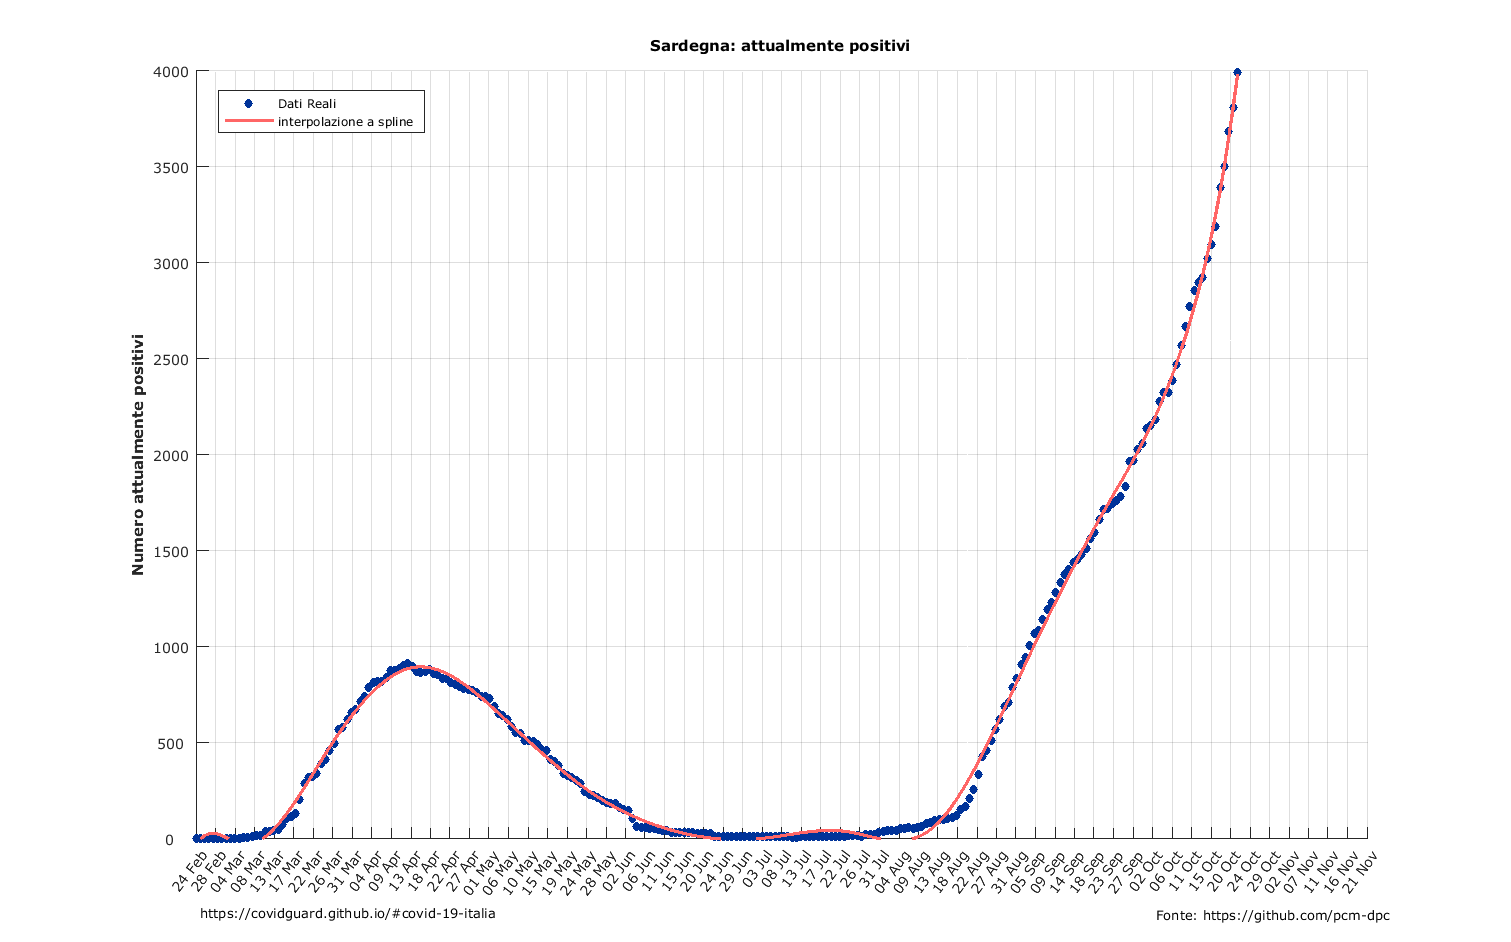 Sardegna: attualmente positivi
Dati Reali
interpolazione a spline
Numero attualmente positivi
4000
3500
3000
2500
2000
1500
1000
500
0
24 Feb
28 Feb
04 Mar
08 Mar
13 Mar
17 Mar
22 Mar
26 Mar
31 Mar
04 Apr
09 Apr
13 Apr
18 Apr
22 Apr
27 Apr
01 May
06 May
10 May
15 May
19 May
24 May
28 May
02 Jun
06 Jun
11 Jun
15 Jun
20 Jun
24 Jun
29 Jun
03 Jul
08 Jul
13 Jul
17 Jul
22 Jul
26 Jul
31 Jul
04 Aug
09 Aug
13 Aug
18 Aug
22 Aug
27 Aug
31 Aug
05 Sep
09 Sep
14 Sep
18 Sep
23 Sep
27 Sep
02 Oct
06 Oct
11 Oct
15 Oct
20 Oct
24 Oct
29 Oct
02 Nov
07 Nov
11 Nov
16 Nov
21 Nov
https://covidguard.github.io/#covid-19-italia
Fonte: https://github.com/pcm-dpc